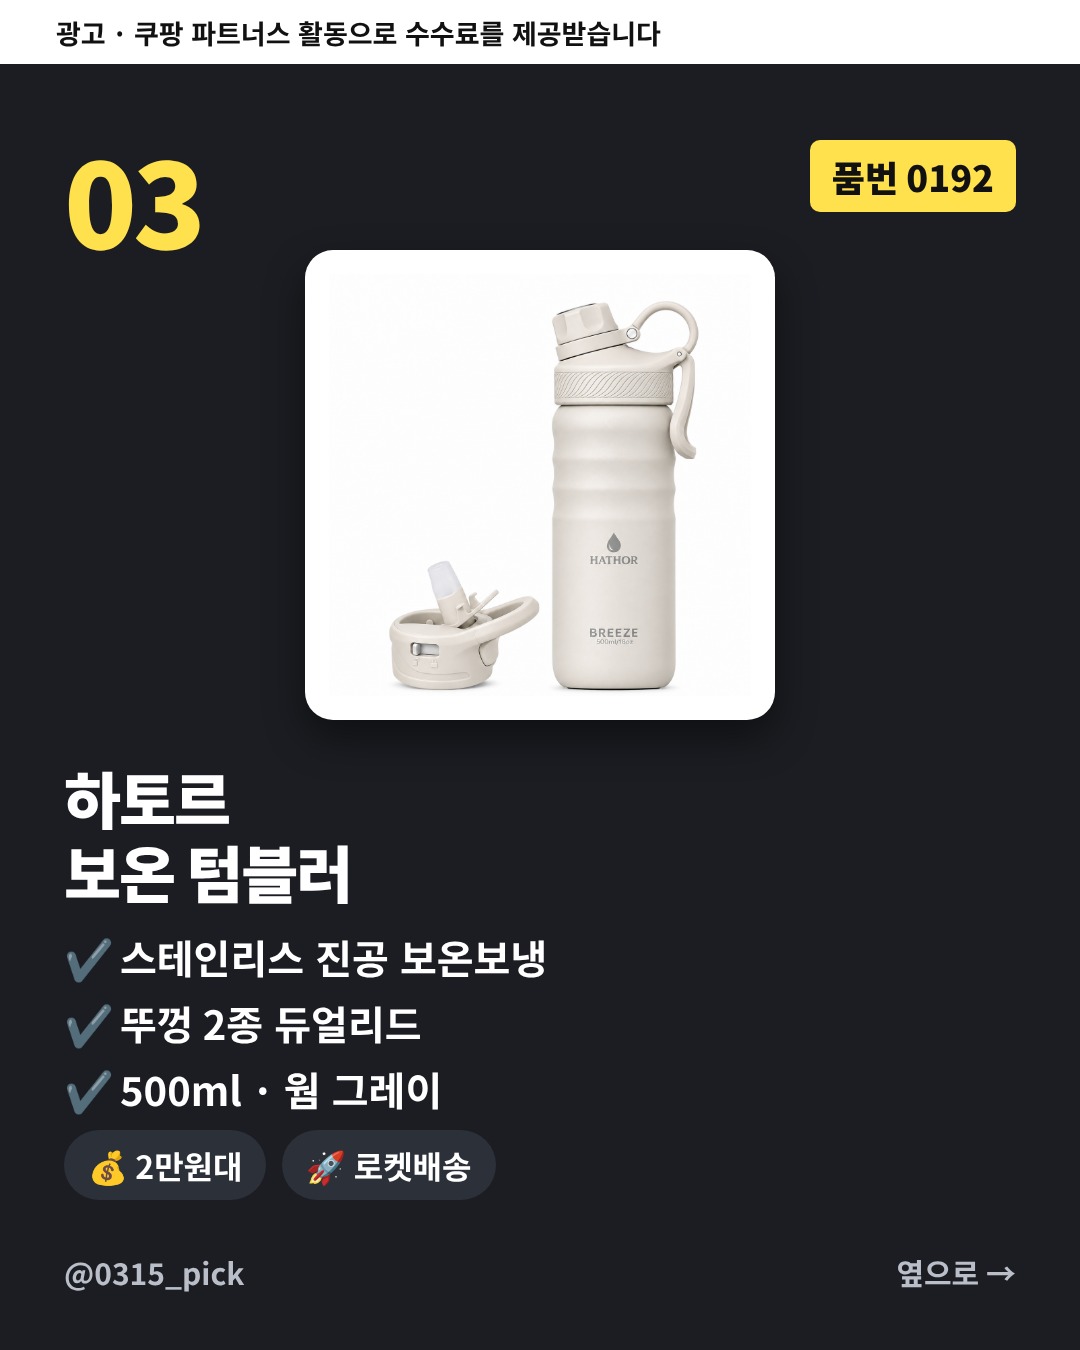 광고 · 쿠팡 파트너스 활동으로 수수료를 제공받습니다
03
품번 0192
HATHOR
BREEZE
하토르
보온 텀블러
✔️ 스테인리스 진공 보온보냉
✔️ 뚜껑 2종 듀얼리드
✔️ 500ml · 웜 그레이
💰 2만원대
🚀 로켓배송
@0315_pick
옆으로 →